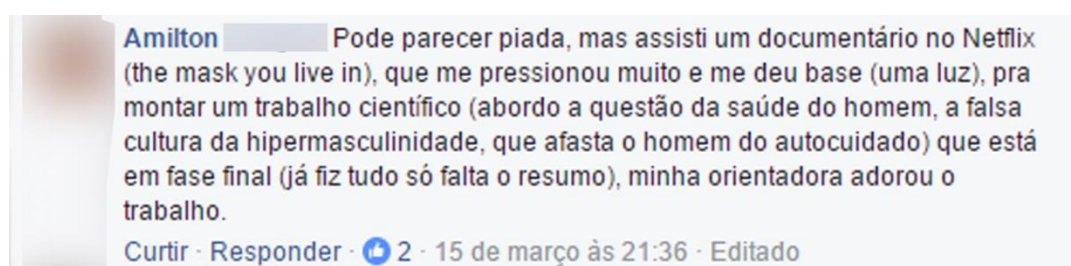 Amilton Pode parecer piada, mas assisti um documentário no Netflix
(the mask you live in), que me pressionou muito e me deu base (uma luz), pra
montar um trabalho científico (abordo a questão da saúde do homem, a falsa
cultura da hipermasculinidade, que afasta o homem do autocuidado) que está
em fase final (já fiz tudo só falta o resumo), minha orientadora adorou o
trabalho.
Curtir · Responder · 2 · 15 de março às 21:36 · Editado